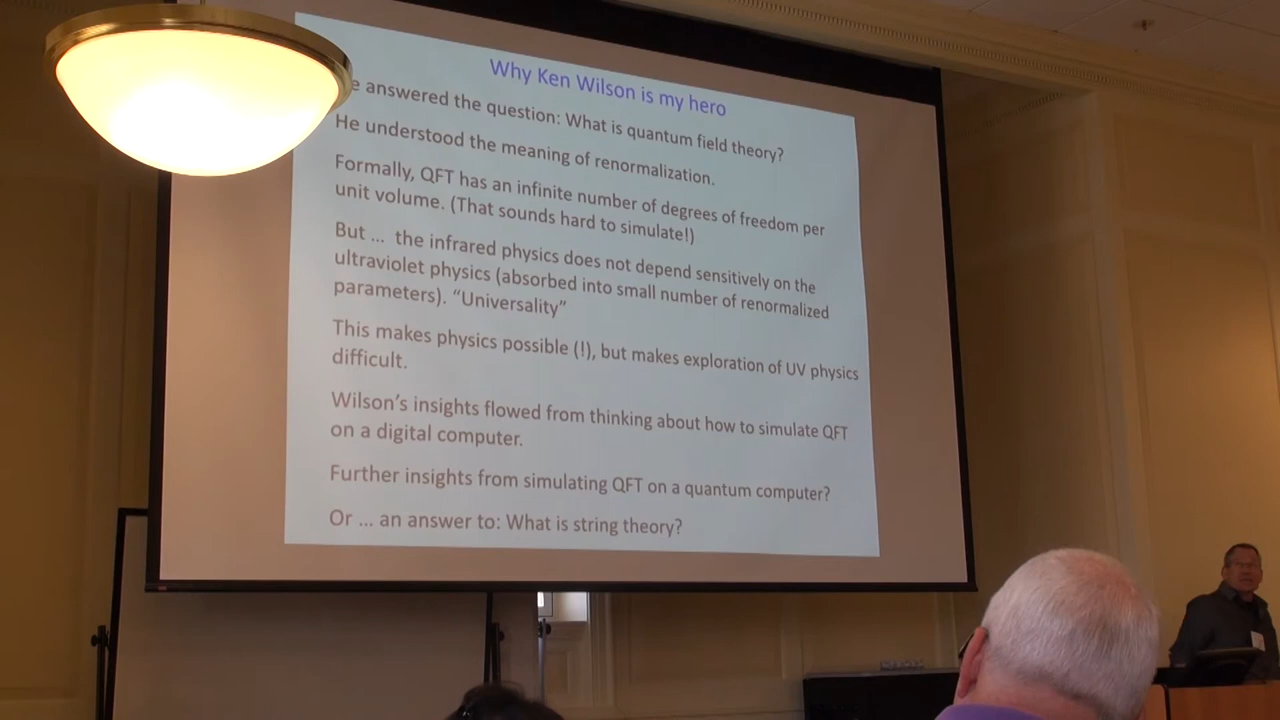 Why Ken Wilson is my hero
e answered the question: What is quantum field theory?
He understood the meaning of renormalization.
Formally, QFT has an infinite number of degrees of freedom per
unit volume. (That sounds hard to simulate!)
But ... the infrared physics does not depend sensitively on the
ultraviolet physics (absorbed into small number of renormalized
parameters). “Universality”
This makes physics possible (!), but makes exploration of UV physics
difficult.
Wilson’s insights flowed from thinking about how to simulate QFT
on a digital computer.
Further insights from simulating QFT on a quantum computer?
Or ... an answer to: What is string theory?